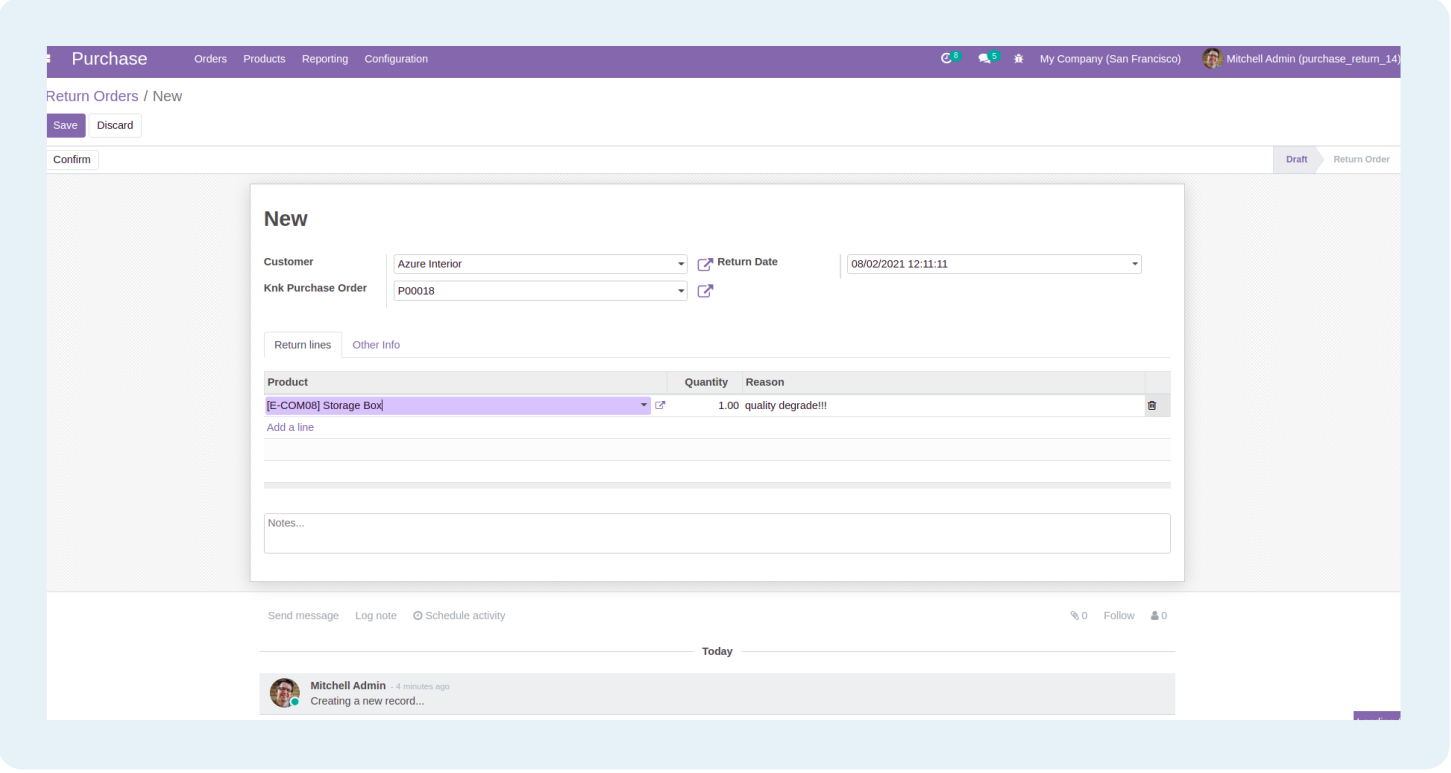 Purchase Orders Products Reporting Configuration 8 5 My Company (San Francisco) Mitchell Admin (purchase_return_14)
Return Orders / New
Save Discard
Confirm Draft Return Order
New
Customer Azure Interior Return Date 08/02/2021 12:11:11
Knk Purchase Order P00018
Return lines Other Info
Product Quantity Reason
[E-COM08] Storage Box 1.00 quality degrade!!!
Add a line
Notes...
Send message Log note Schedule activity 0 Follow 0
Today
Mitchell Admin - 4 minutes ago
Creating a new record...